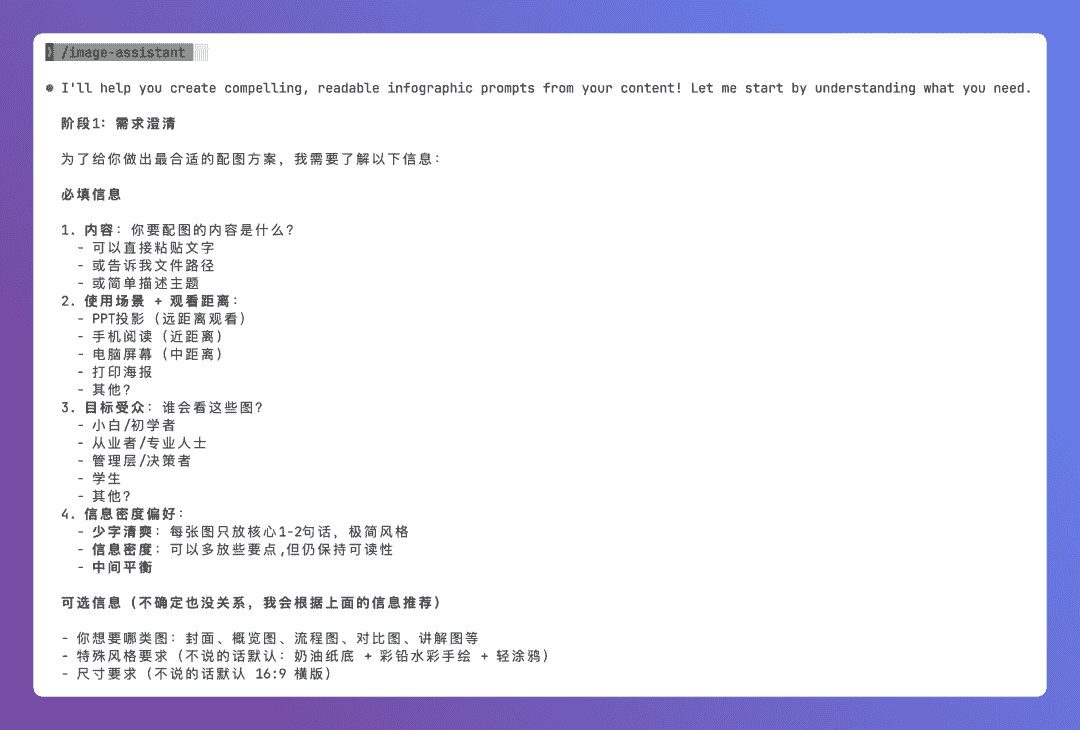 ❯ /image-assistant
● I'll help you create compelling, readable infographic prompts from your content! Let me start by understanding what you need.
阶段1: 需求澄清
为了给你做出最合适的配图方案, 我需要了解以下信息:
必填信息
1. 内容: 你要配图的内容是什么?
- 可以直接粘贴文字
- 或告诉我文件路径
- 或简单描述主题
2. 使用场景 + 观看距离:
- PPT投影 (远距离观看)
- 手机阅读 (近距离)
- 电脑屏幕 (中距离)
- 打印海报
- 其他?
3. 目标受众: 谁会看这些图?
- 小白/初学者
- 从业者/专业人士
- 管理层/决策者
- 学生
- 其他?
4. 信息密度偏好:
- 少字清爽: 每张图只放核心1-2句话, 极简风格
- 信息密度: 可以多放些要点,但仍保持可读性
- 中间平衡
可选信息 (不确定也没关系, 我会根据上面的信息推荐)
- 你想要哪类图: 封面、概览图、流程图、对比图、讲解图等
- 特殊风格要求 (不说的话默认: 奶油纸底 + 彩铅水彩手绘 + 轻涂鸦)
- 尺寸要求 (不说的话默认 16:9 横版)